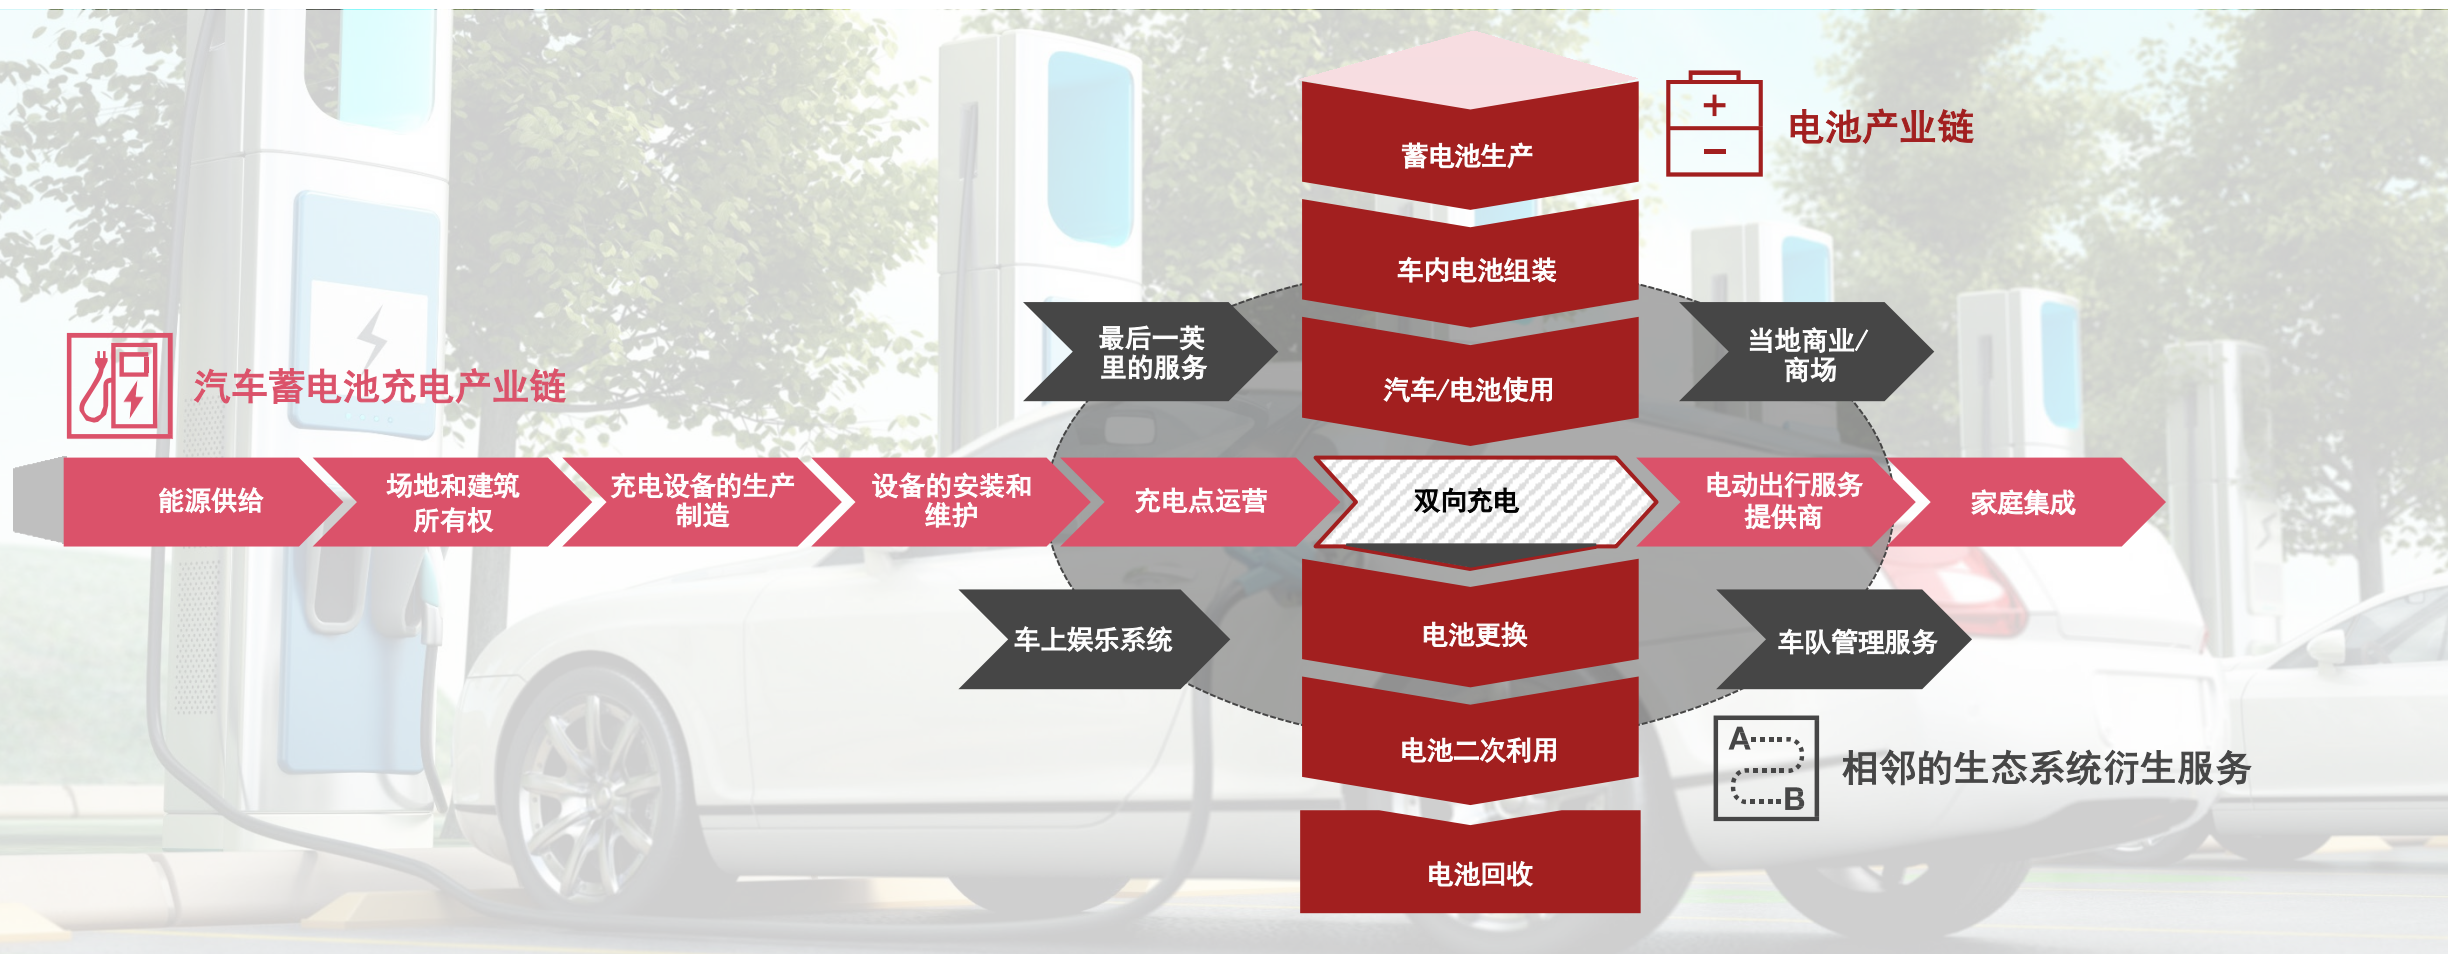 +
−
电池产业链
蓄电池生产
车内电池组装
最后一英
里的服务
当地商业/
商场
汽车/电池使用
汽车蓄电池充电产业链
能源供给
场地和建筑
所有权
充电设备的生产
制造
设备的安装和
维护
充电点运营
双向充电
电动出行服务
提供商
家庭集成
车上娱乐系统
电池更换
车队管理服务
电池二次利用
A
B
相邻的生态系统衍生服务
电池回收